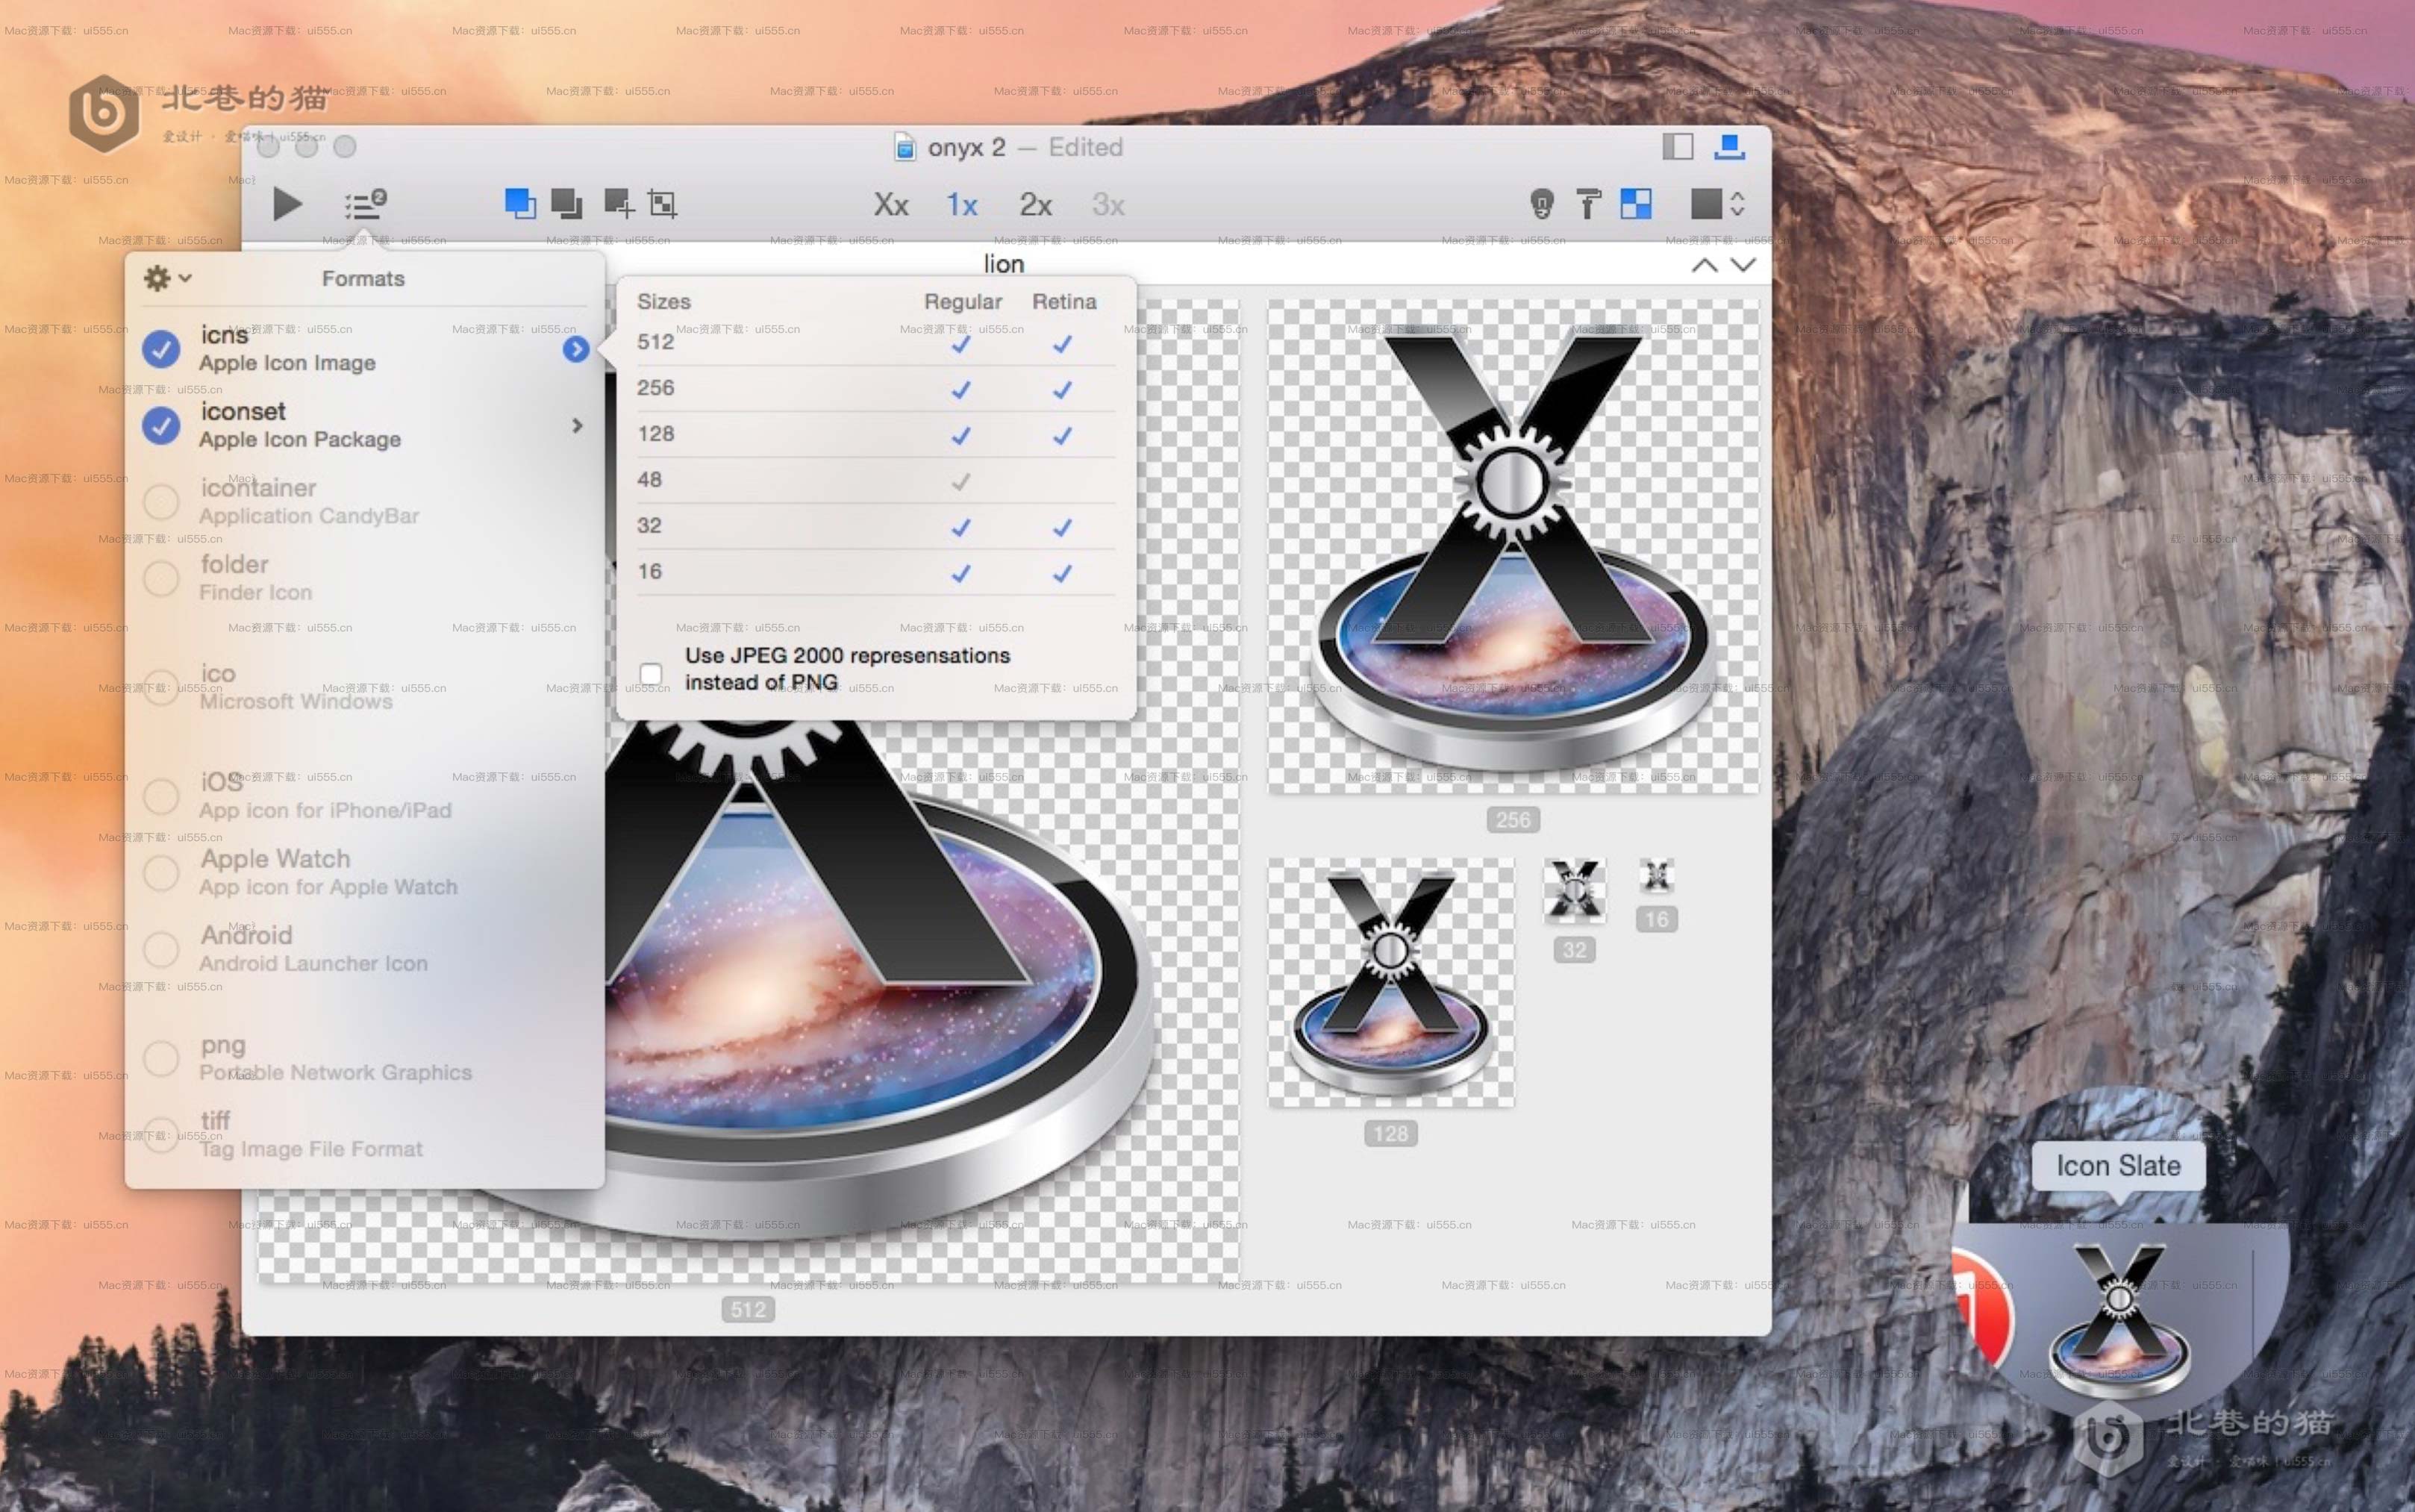 北巷的猫
爱设计 · 爱猫咪 | ui555.cn
Mac资源下载：ui555.cn
onyx 2 — Edited
2
Xx 1x 2x 3x
lion
Formats
icns
Apple Icon Image
iconset
Apple Icon Package
icontainer
Application CandyBar
folder
Finder Icon
ico
Microsoft Windows
iOS
App icon for iPhone/iPad
Apple Watch
App icon for Apple Watch
Android
Android Launcher Icon
png
Portable Network Graphics
tiff
Tag Image File Format
Sizes Regular Retina
512
256
128
48
32
16
Use JPEG 2000 represensations
instead of PNG
256
128
32
16
512
Icon Slate
北巷的猫
爱设计 · 爱猫咪 | ui555.cn